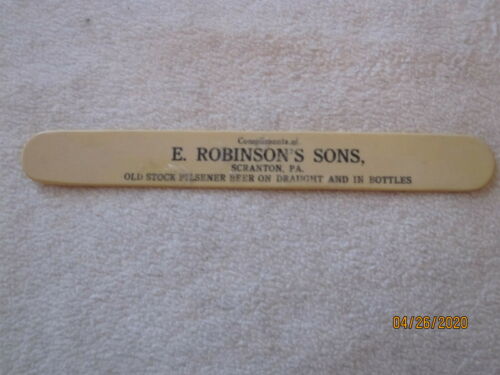 Compliments of
E. ROBINSON'S SONS,
SCRANTON, PA.
OLD STOCK PILSENER BEER ON DRAUGHT AND IN BOTTLES
04/26/2020